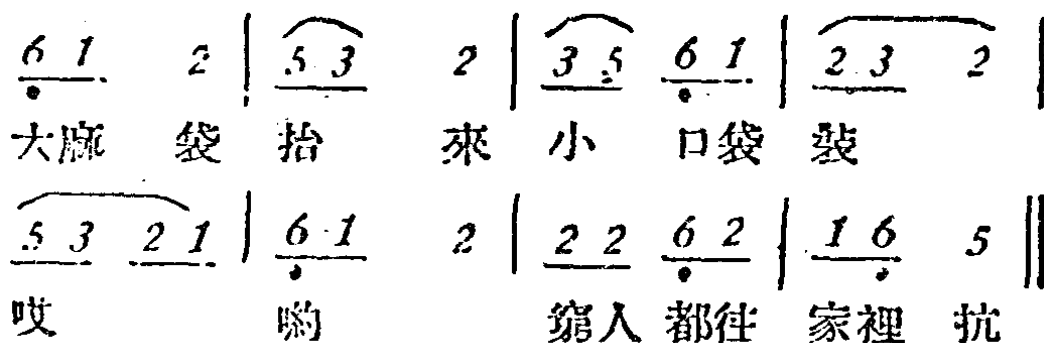 6 1 2 | 5 3 2 | 3 5 6 1 | 2 3 2 |
大麻 袋 抬 來 小 口袋 裝
5 3 2 1 | 6 1 2 | 2 2 6 2 | 1 6 5 ||
哎 喲 窮人 都往 家裡 抗